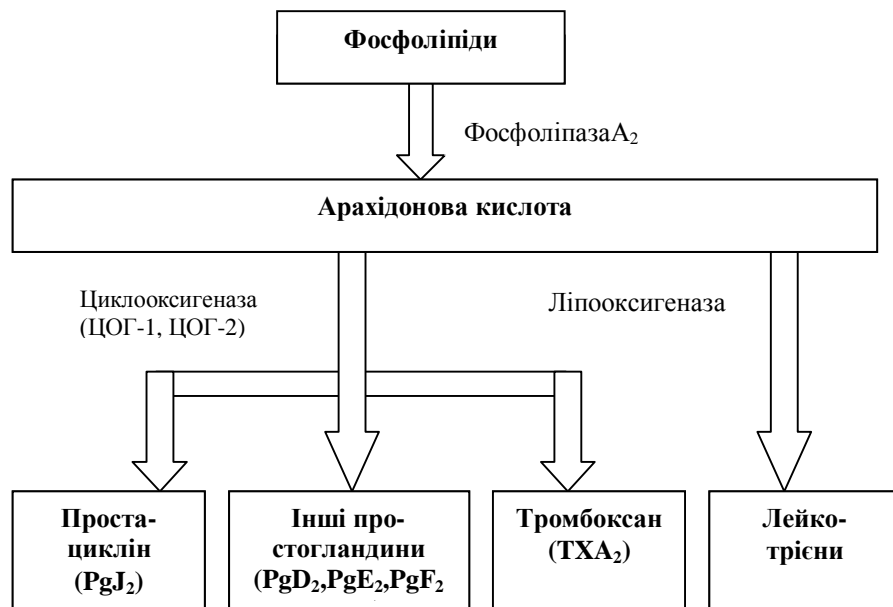 Фосфоліпіди
ФосфоліпазаА₂
Арахідонова кислота
Циклооксигеназа
(ЦОГ-1, ЦОГ-2)
Ліпооксигеназа
Проста-
циклін
(PgJ₂)
Інші про-
стогландини
(PgD₂,PgE₂,PgF₂
Тромбоксан
(TXA₂)
Лейко-
трієни